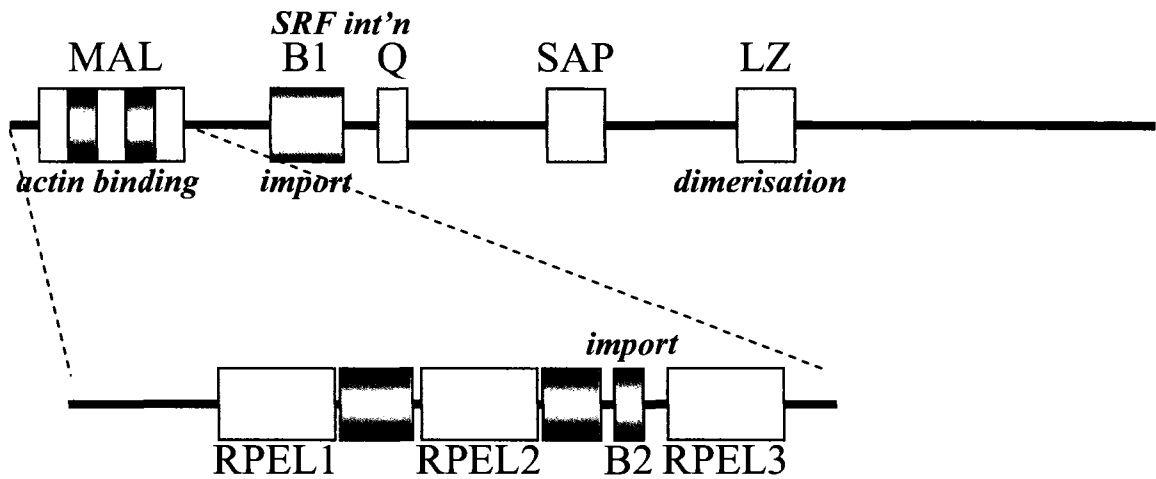 SRF int'n
MAL B1 Q SAP LZ
actin binding import dimerisation
import
RPEL1 RPEL2 B2 RPEL3